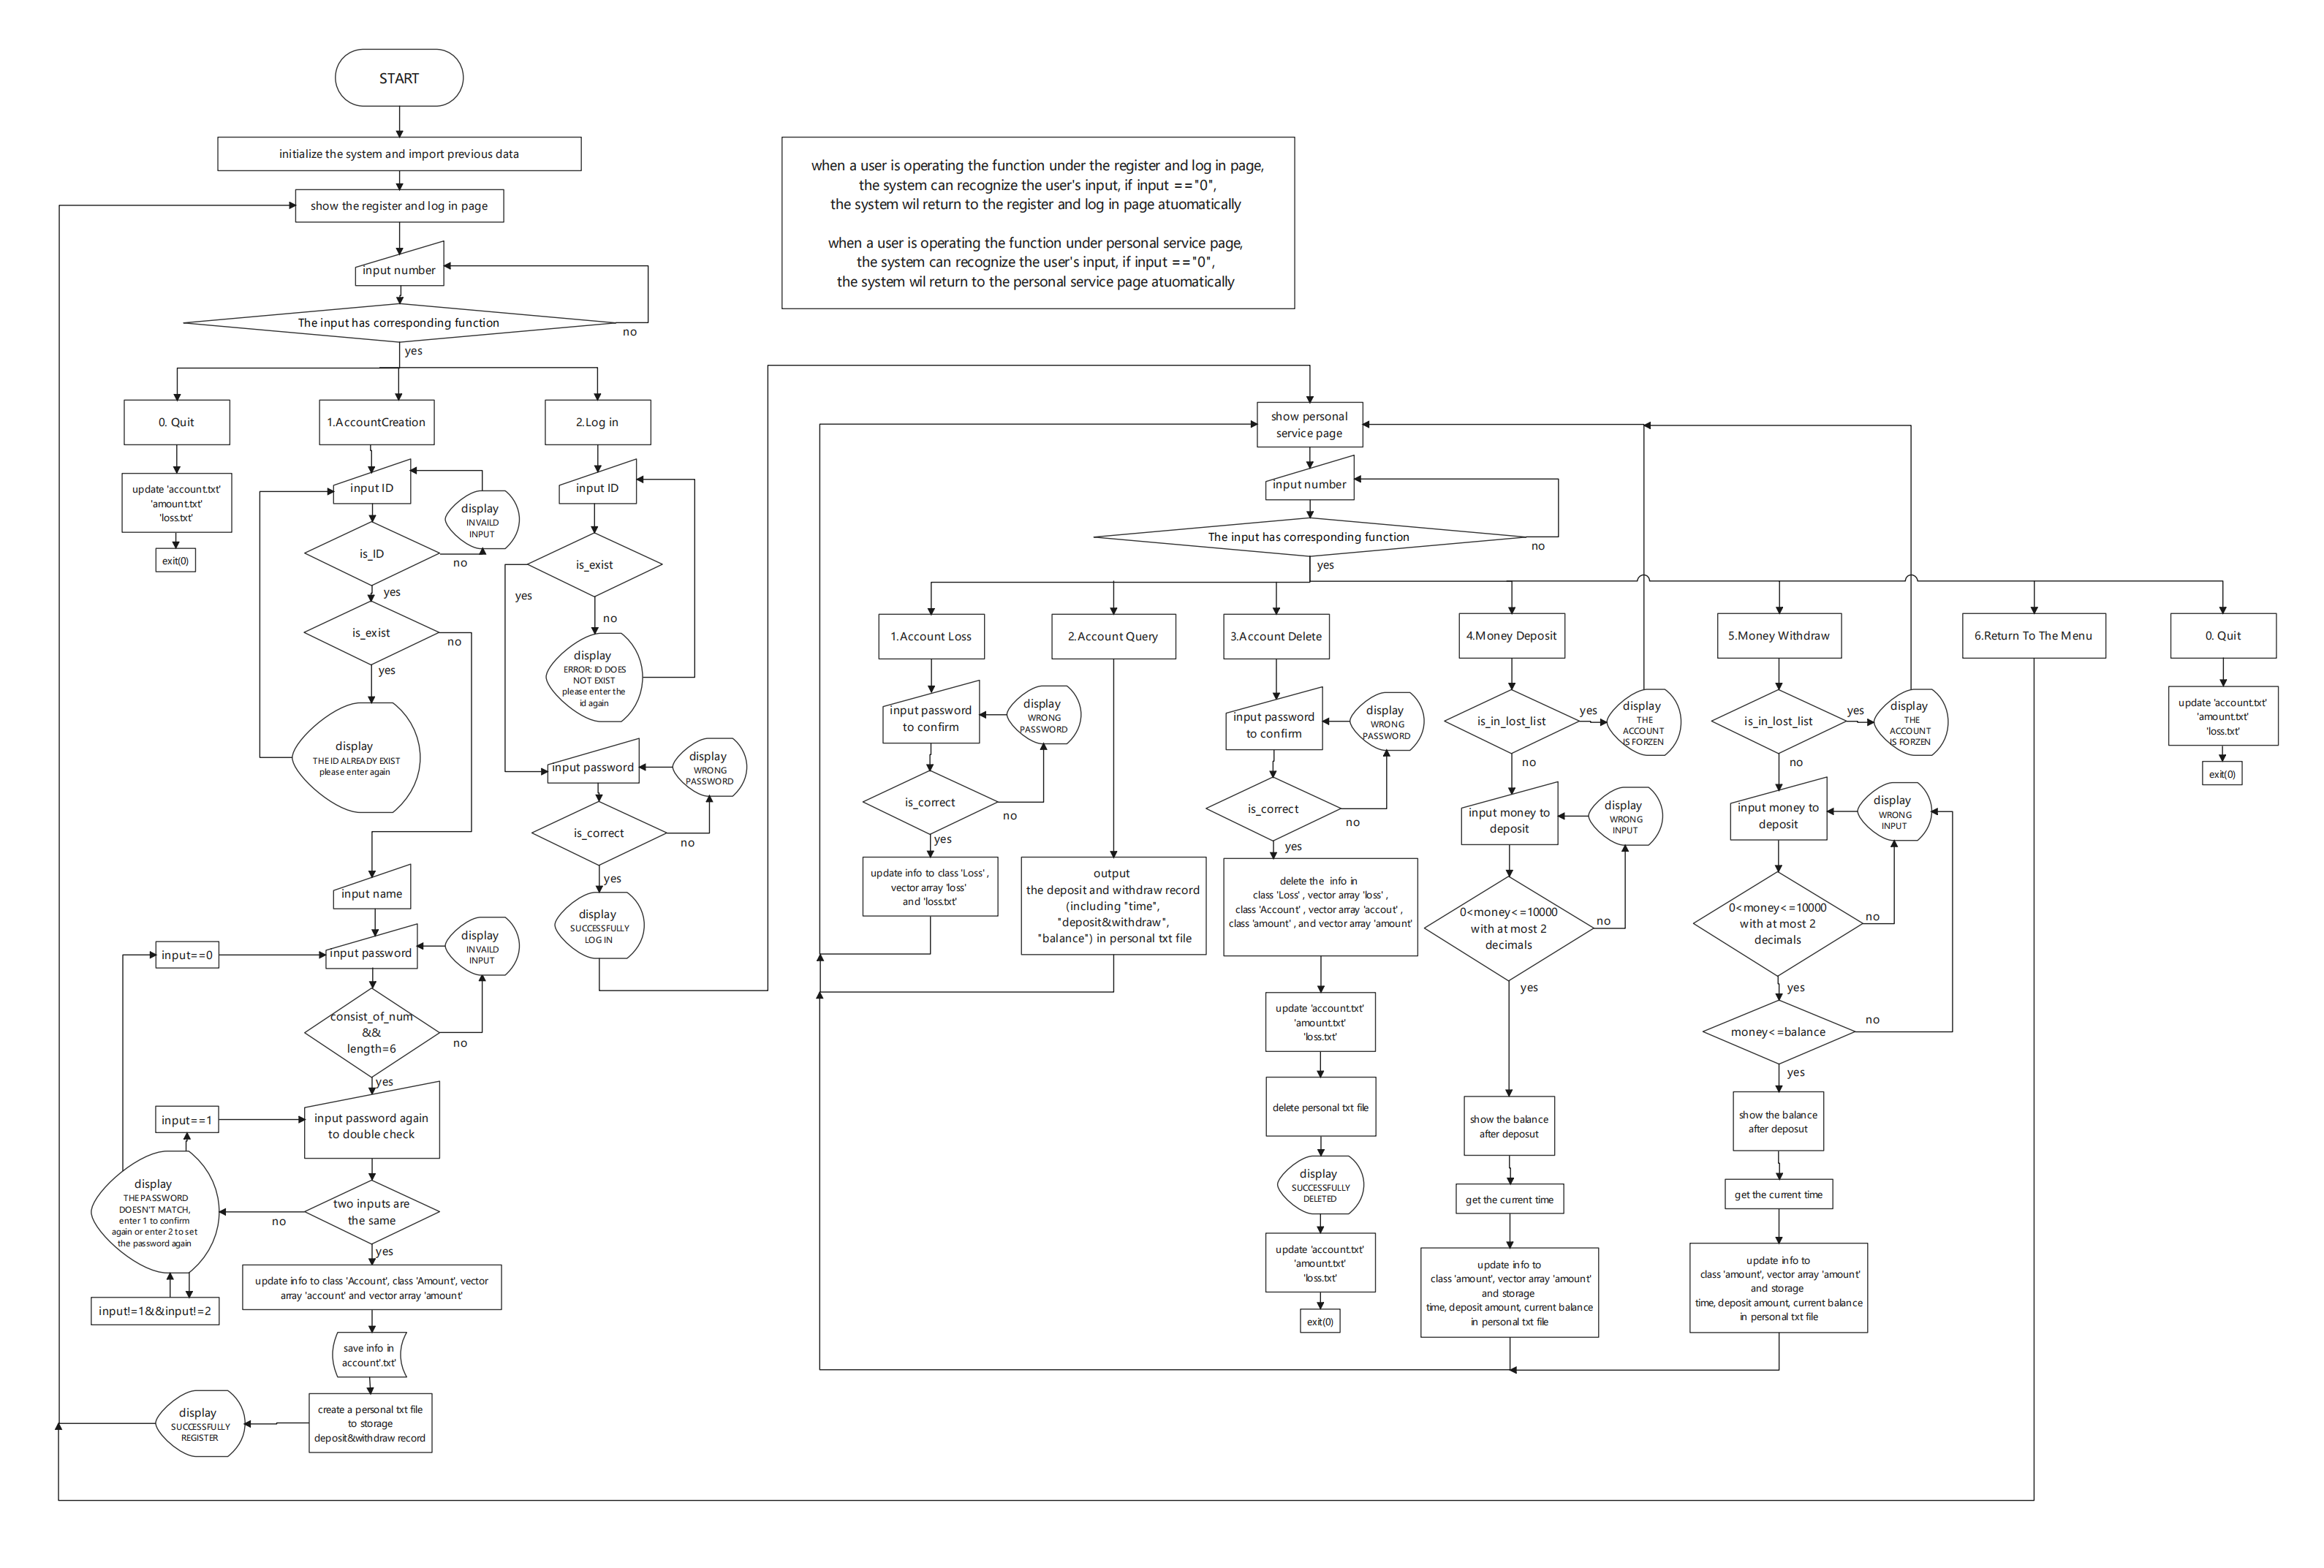 START
initialize the system and import previous data
show the register and log in page
input number
The input has corresponding function
no
yes
when a user is operating the function under the register and log in page,
the system can recognize the user's input, if input =="0",
the system wil return to the register and log in page atuomatically
when a user is operating the function under personal service page,
the system can recognize the user's input, if input =="0",
the system wil return to the personal service page atuomatically
0. Quit
update 'account.txt'
'amount.txt'
'loss.txt'
exit(0)
1.AccountCreation
input ID
display
INVAILD
INPUT
is_ID
no
yes
is_exist
no
yes
display
THE ID ALREADY EXIST
please enter again
input name
input==0
input password
display
INVAILD
INPUT
consist_of_num
&&
length=6
no
yes
input==1
input password again
to double check
display
THE PASSWORD
DOESN'T MATCH,
enter 1 to confirm
again or enter 2 to set
the password again
two inputs are
the same
no
yes
input!=1&&input!=2
update info to class 'Account', class 'Amount', vector
array 'account' and vector array 'amount'
save info in
account'.txt'
create a personal txt file
to storage
deposit&withdraw record
display
SUCCESSFULLY
REGISTER
2.Log in
input ID
is_exist
yes
no
display
ERROR: ID DOES
NOT EXIST
please enter the
id again
input password
display
WRONG
PASSWORD
is_correct
no
yes
display
SUCCESSFULLY
LOG IN
show personal
service page
input number
The input has corresponding function
no
yes
1.Account Loss
input password
to confirm
display
WRONG
PASSWORD
is_correct
no
yes
update info to class 'Loss' ,
vector array 'loss'
and 'loss.txt'
2.Account Query
output
the deposit and withdraw record
(including "time",
"deposit&withdraw",
"balance") in personal txt file
3.Account Delete
input password
to confirm
display
WRONG
PASSWORD
is_correct
no
yes
delete the info in
class 'Loss' , vector array 'loss' ,
class 'Account' , vector array 'accout' ,
class 'amount' , and vector array 'amount'
update 'account.txt'
'amount.txt'
'loss.txt'
delete personal txt file
display
SUCCESSFULLY
DELETED
update 'account.txt'
'amount.txt'
'loss.txt'
exit(0)
4.Money Deposit
is_in_lost_list
yes
display
THE
ACCOUNT
IS FORZEN
no
input money to
deposit
display
WRONG
INPUT
0<money<=10000
with at most 2
decimals
no
yes
show the balance
after deposut
get the current time
update info to
class 'amount', vector array 'amount'
and storage
time, deposit amount, current balance
in personal txt file
5.Money Withdraw
is_in_lost_list
yes
display
THE
ACCOUNT
IS FORZEN
no
input money to
deposit
display
WRONG
INPUT
0<money<=10000
with at most 2
decimals
no
yes
money<=balance
no
yes
show the balance
after deposut
get the current time
update info to
class 'amount', vector array 'amount'
and storage
time, deposit amount, current balance
in personal txt file
6.Return To The Menu
0. Quit
update 'account.txt'
'amount.txt'
'loss.txt'
exit(0)